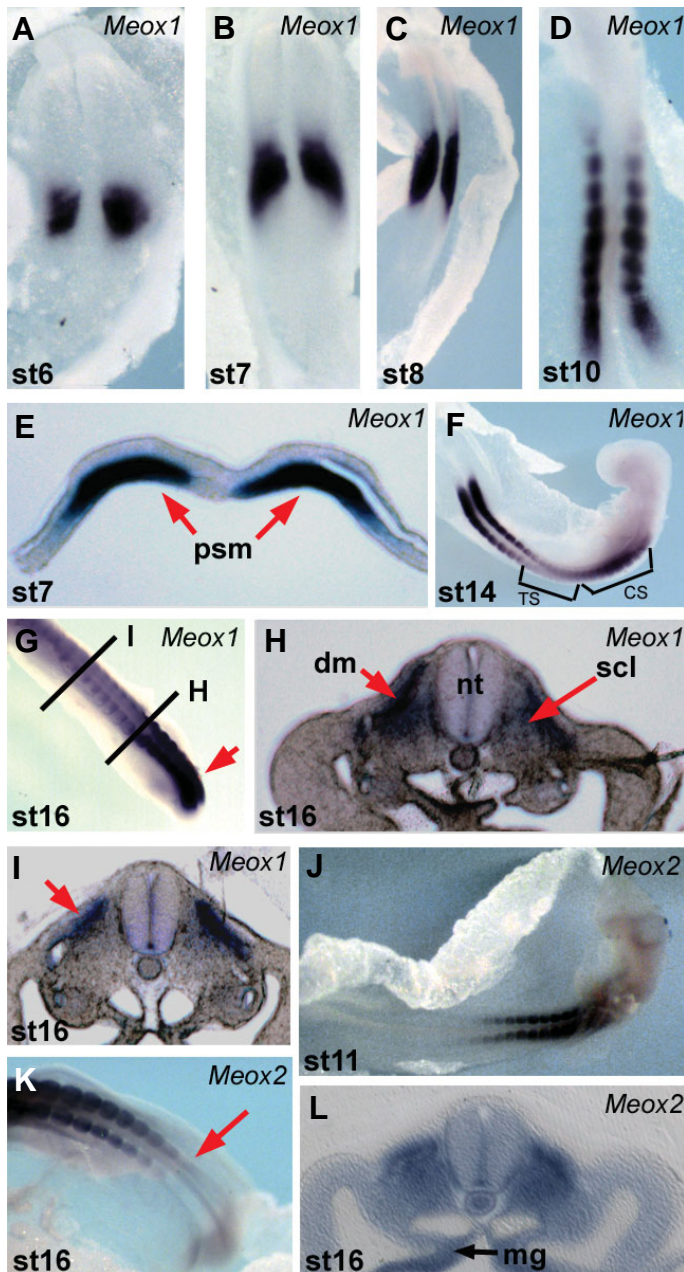 A Meox1
st6
B Meox1
st7
C Meox1
st8
D Meox1
st10
E Meox1
psm
st7
F Meox1
st14
TS CS
G Meox1
I
H
st16
H Meox1
dm scl
nt
st16
I Meox1
st16
J Meox2
st11
K Meox2
st16
L Meox2
st16 mg